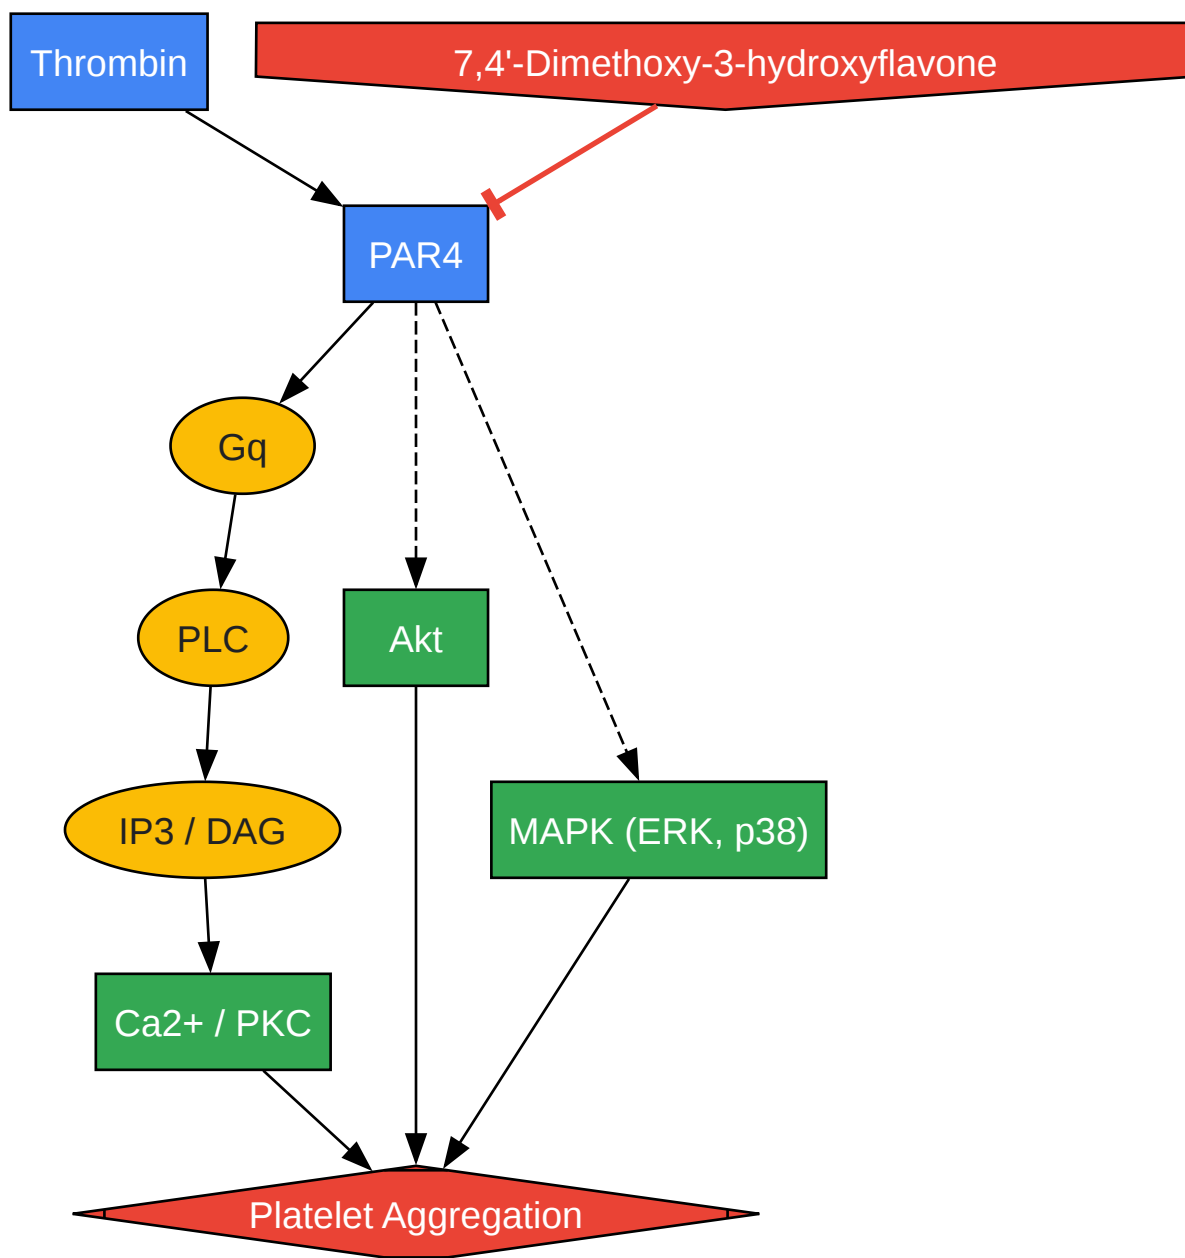 Thrombin
7,4'-Dimethoxy-3-hydroxyflavone
PAR4
Gq
PLC
Akt
IP3 / DAG
MAPK (ERK, p38)
Ca2+ / PKC
Platelet Aggregation